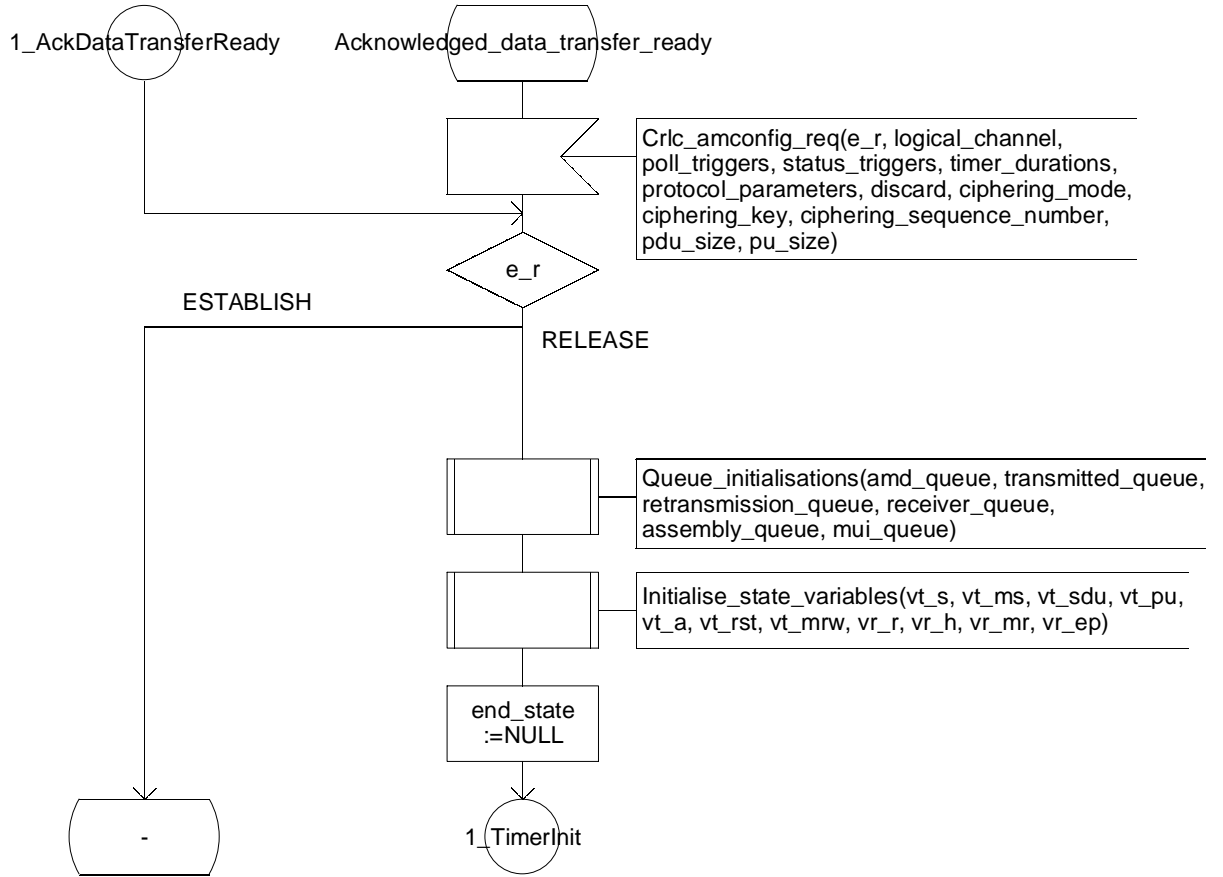 1_AckDataTransferReady
Acknowledged_data_transfer_ready
Crlc_amconfig_req(e_r, logical_channel,
poll_triggers, status_triggers, timer_durations,
protocol_parameters, discard, ciphering_mode,
ciphering_key, ciphering_sequence_number,
pdu_size, pu_size)
e_r
ESTABLISH
RELEASE
Queue_initialisations(amd_queue, transmitted_queue,
retransmission_queue, receiver_queue,
assembly_queue, mui_queue)
Initialise_state_variables(vt_s, vt_ms, vt_sdu, vt_pu,
vt_a, vt_rst, vt_mrw, vr_r, vr_h, vr_mr, vr_ep)
end_state
:=NULL
-
1_TimerInit